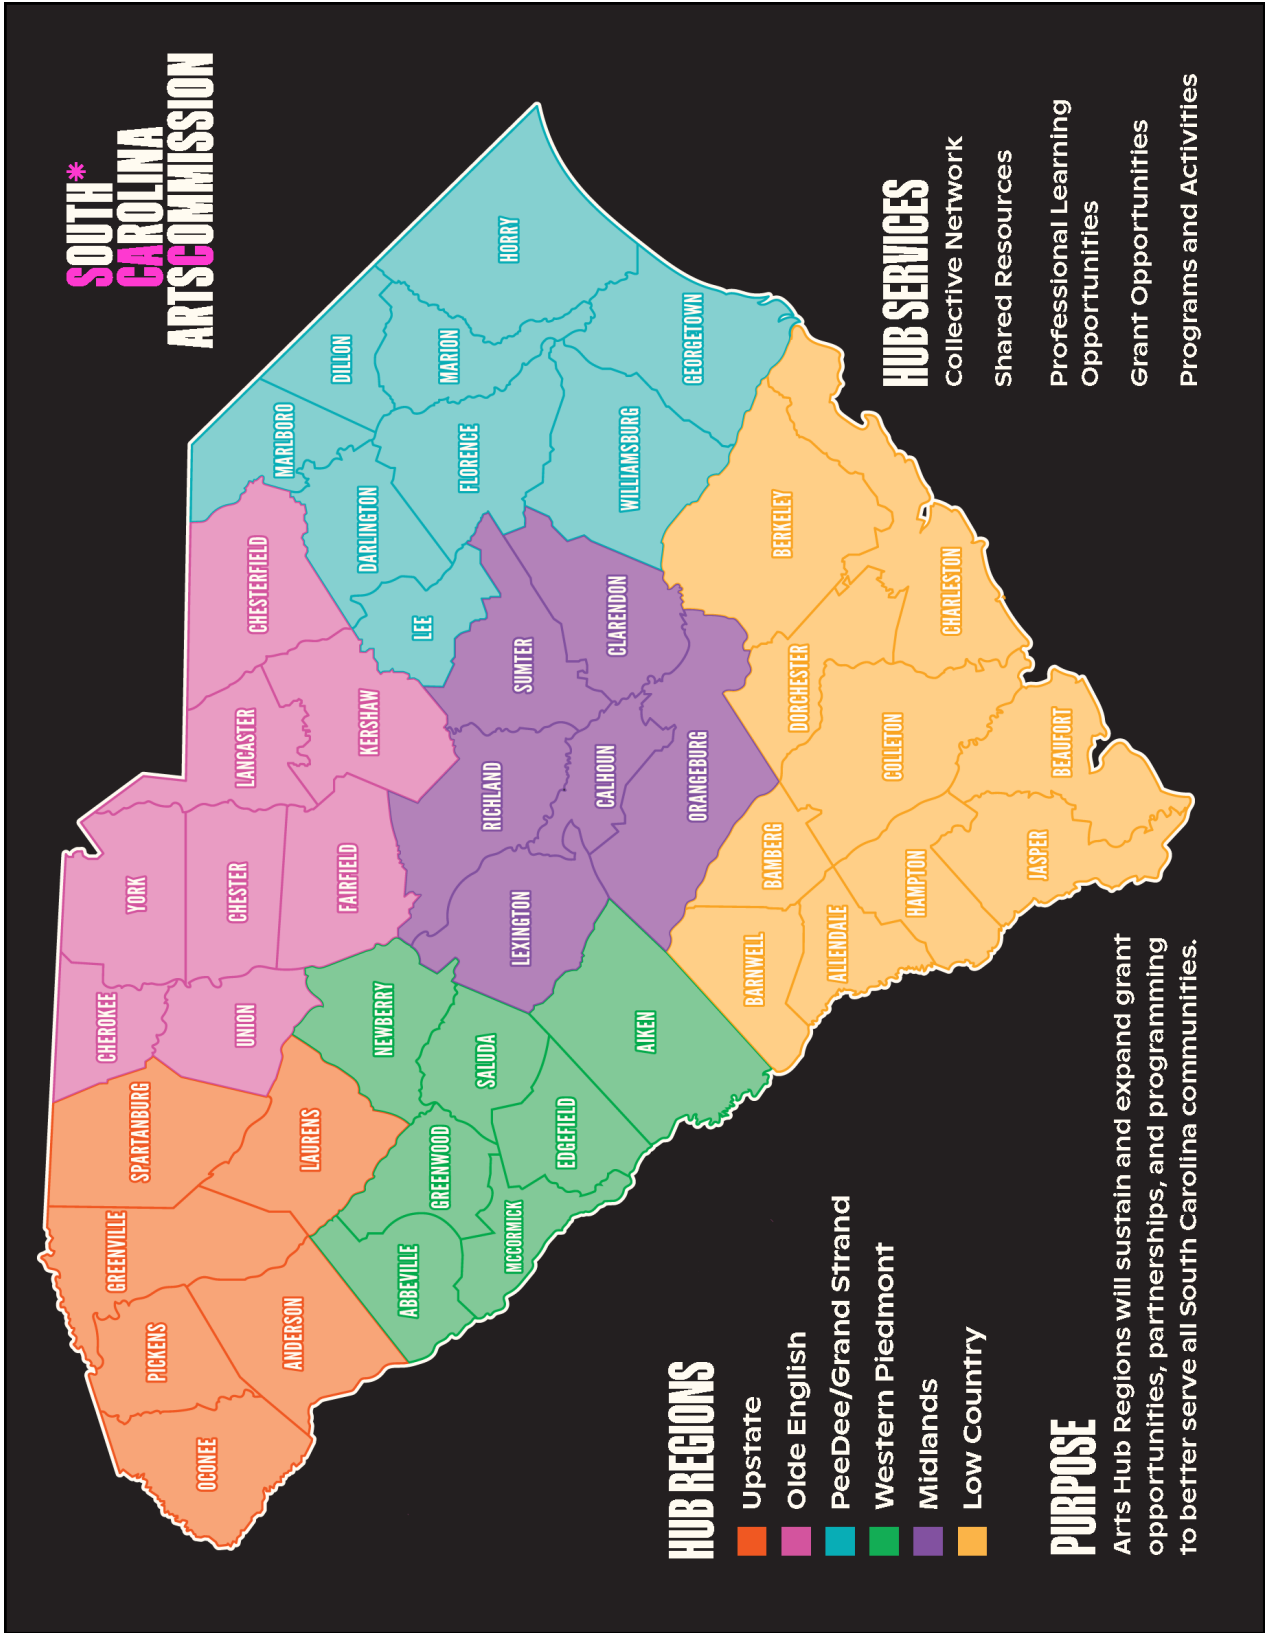 SOUTH*
CAROLINA
ARTSCOMMISSION
OCONEE
PICKENS
GREENVILLE
ANDERSON
SPARTANBURG
LAURENS
CHEROKEE
UNION
YORK
CHESTER
FAIRFIELD
LANCASTER
KERSHAW
CHESTERFIELD
MARLBORO
DARLINGTON
LEE
DILLON
MARION
FLORENCE
HORRY
GEORGETOWN
WILLIAMSBURG
ABBEVILLE
GREENWOOD
MCCORMICK
NEWBERRY
SALUDA
EDGEFIELD
AIKEN
LEXINGTON
RICHLAND
SUMTER
CALHOUN
CLARENDON
ORANGEBURG
BARNWELL
BAMBERG
ALLENDALE
HAMPTON
JASPER
BEAUFORT
COLLETON
DORCHESTER
BERKELEY
CHARLESTON
HUB REGIONS
Upstate
Olde English
PeeDee/Grand Strand
Western Piedmont
Midlands
Low Country
HUB SERVICES
Collective Network
Shared Resources
Professional Learning
Opportunities
Grant Opportunities
Programs and Activities
PURPOSE
Arts Hub Regions will sustain and expand grant
opportunities, partnerships, and programming
to better serve all South Carolina communities.